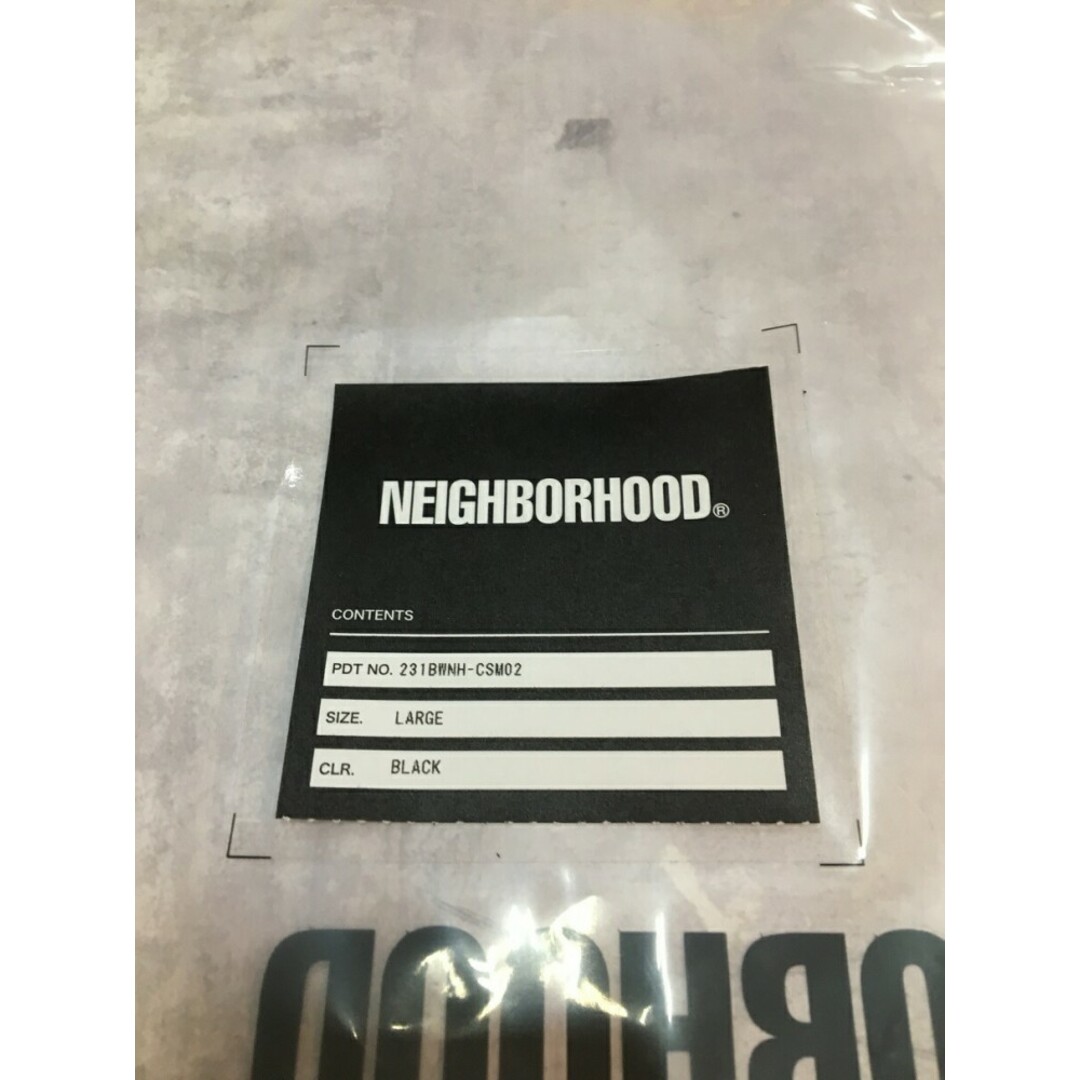 NEIGHBORHOOD®
CONTENTS
PDT NO. 231BWNH-CSM02
SIZE. LARGE
CLR. BLACK